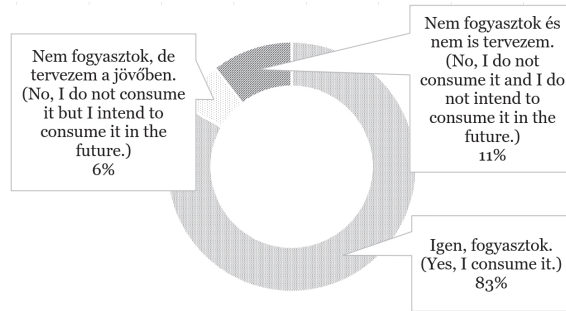 Nem fogyasztok, de
tervezem a jövőben.
(No, I do not consume
it but I intend to
consume it in the
future.)
6%
Nem fogyasztok és
nem is tervezem.
(No, I do not
consume it and I do
not intend to
consume it in the
future.)
11%
Igen, fogyasztok.
(Yes, I consume it.)
83%